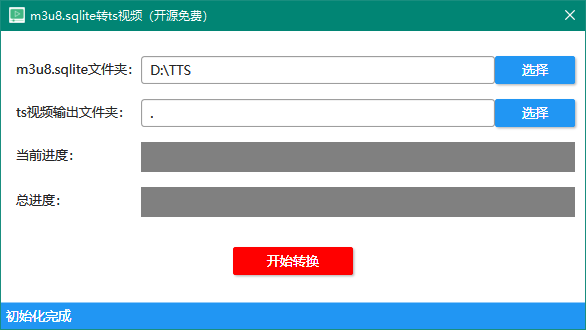 m3u8.sqlite转ts视频（开源免费）
m3u8.sqlite文件夹： D:\TTS 选择
ts视频输出文件夹： . 选择
当前进度：
总进度：
开始转换
初始化完成